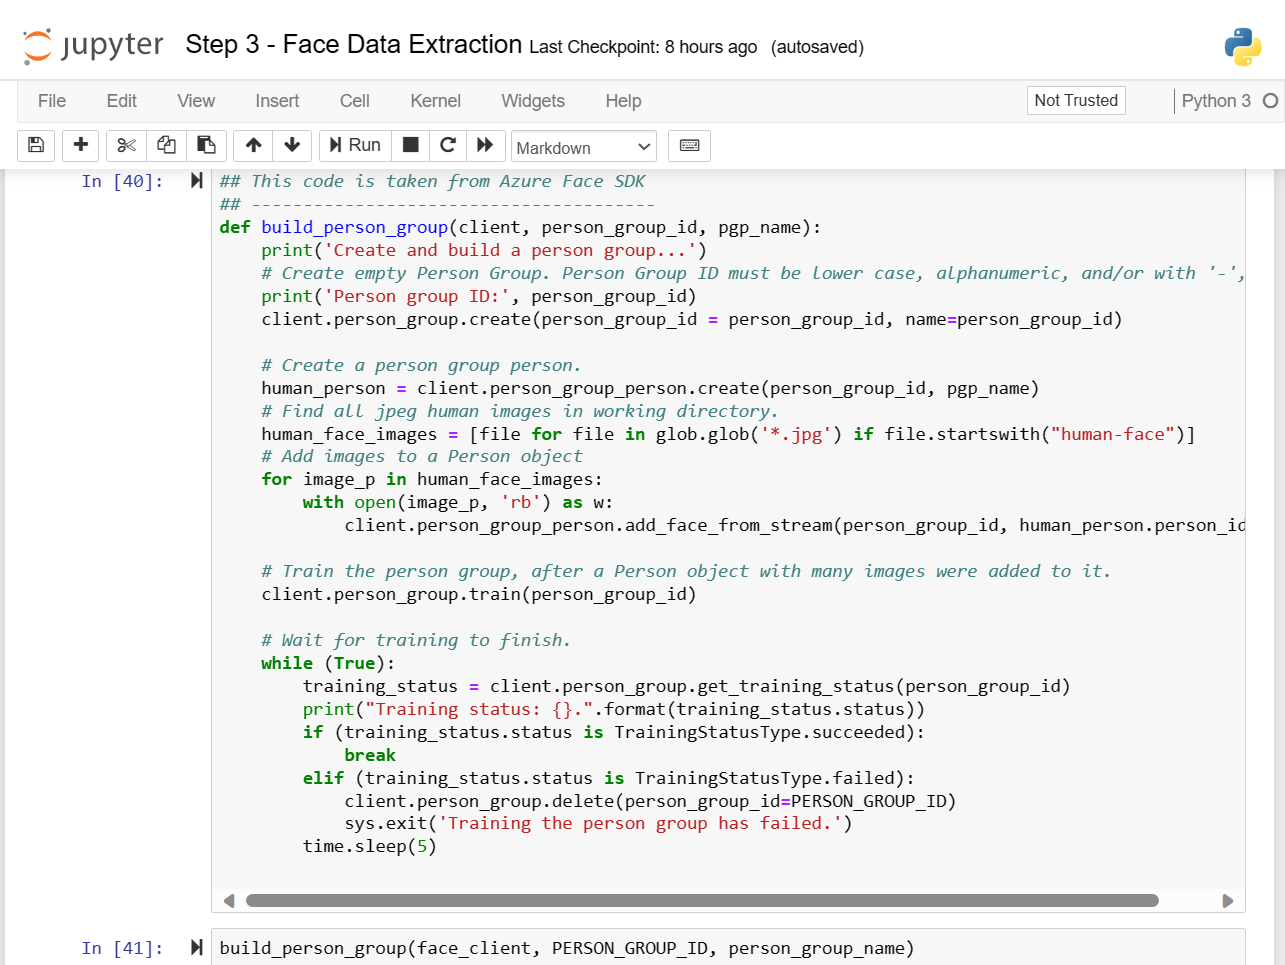 jupyter Step 3 - Face Data Extraction Last Checkpoint: 8 hours ago (autosaved)
File Edit View Insert Cell Kernel Widgets Help Not Trusted Python 3
Run Markdown
In [40]: ## This code is taken from Azure Face SDK
## ---------------------------------------
def build_person_group(client, person_group_id, pgp_name):
    print('Create and build a person group...')
    # Create empty Person Group. Person Group ID must be lower case, alphanumeric, and/or with '-',
    print('Person group ID:', person_group_id)
    client.person_group.create(person_group_id = person_group_id, name=person_group_id)
    # Create a person group person.
    human_person = client.person_group_person.create(person_group_id, pgp_name)
    # Find all jpeg human images in working directory.
    human_face_images = [file for file in glob.glob('*.jpg') if file.startswith("human-face")]
    # Add images to a Person object
    for image_p in human_face_images:
        with open(image_p, 'rb') as w:
            client.person_group_person.add_face_from_stream(person_group_id, human_person.person_id
    # Train the person group, after a Person object with many images were added to it.
    client.person_group.train(person_group_id)
    # Wait for training to finish.
    while (True):
        training_status = client.person_group.get_training_status(person_group_id)
        print("Training status: {}.".format(training_status.status))
        if (training_status.status is TrainingStatusType.succeeded):
            break
        elif (training_status.status is TrainingStatusType.failed):
            client.person_group.delete(person_group_id=PERSON_GROUP_ID)
            sys.exit('Training the person group has failed.')
        time.sleep(5)
In [41]: build_person_group(face_client, PERSON_GROUP_ID, person_group_name)